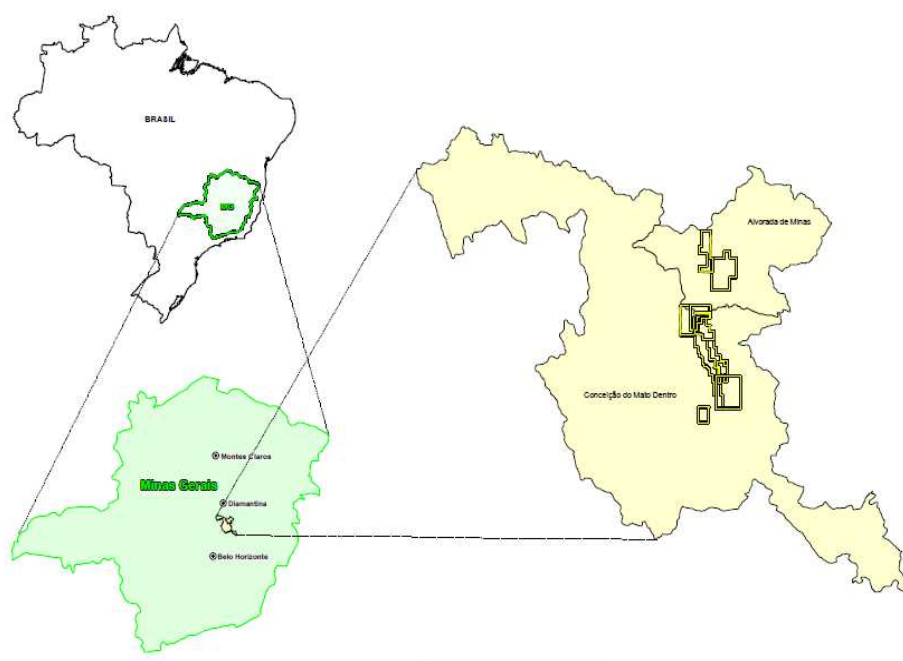 BRASIL
MG
Alvorada de Minas
Conceição do Mato Dentro
Montes Claros
Minas Gerais
Diamantina
Belo Horizonte